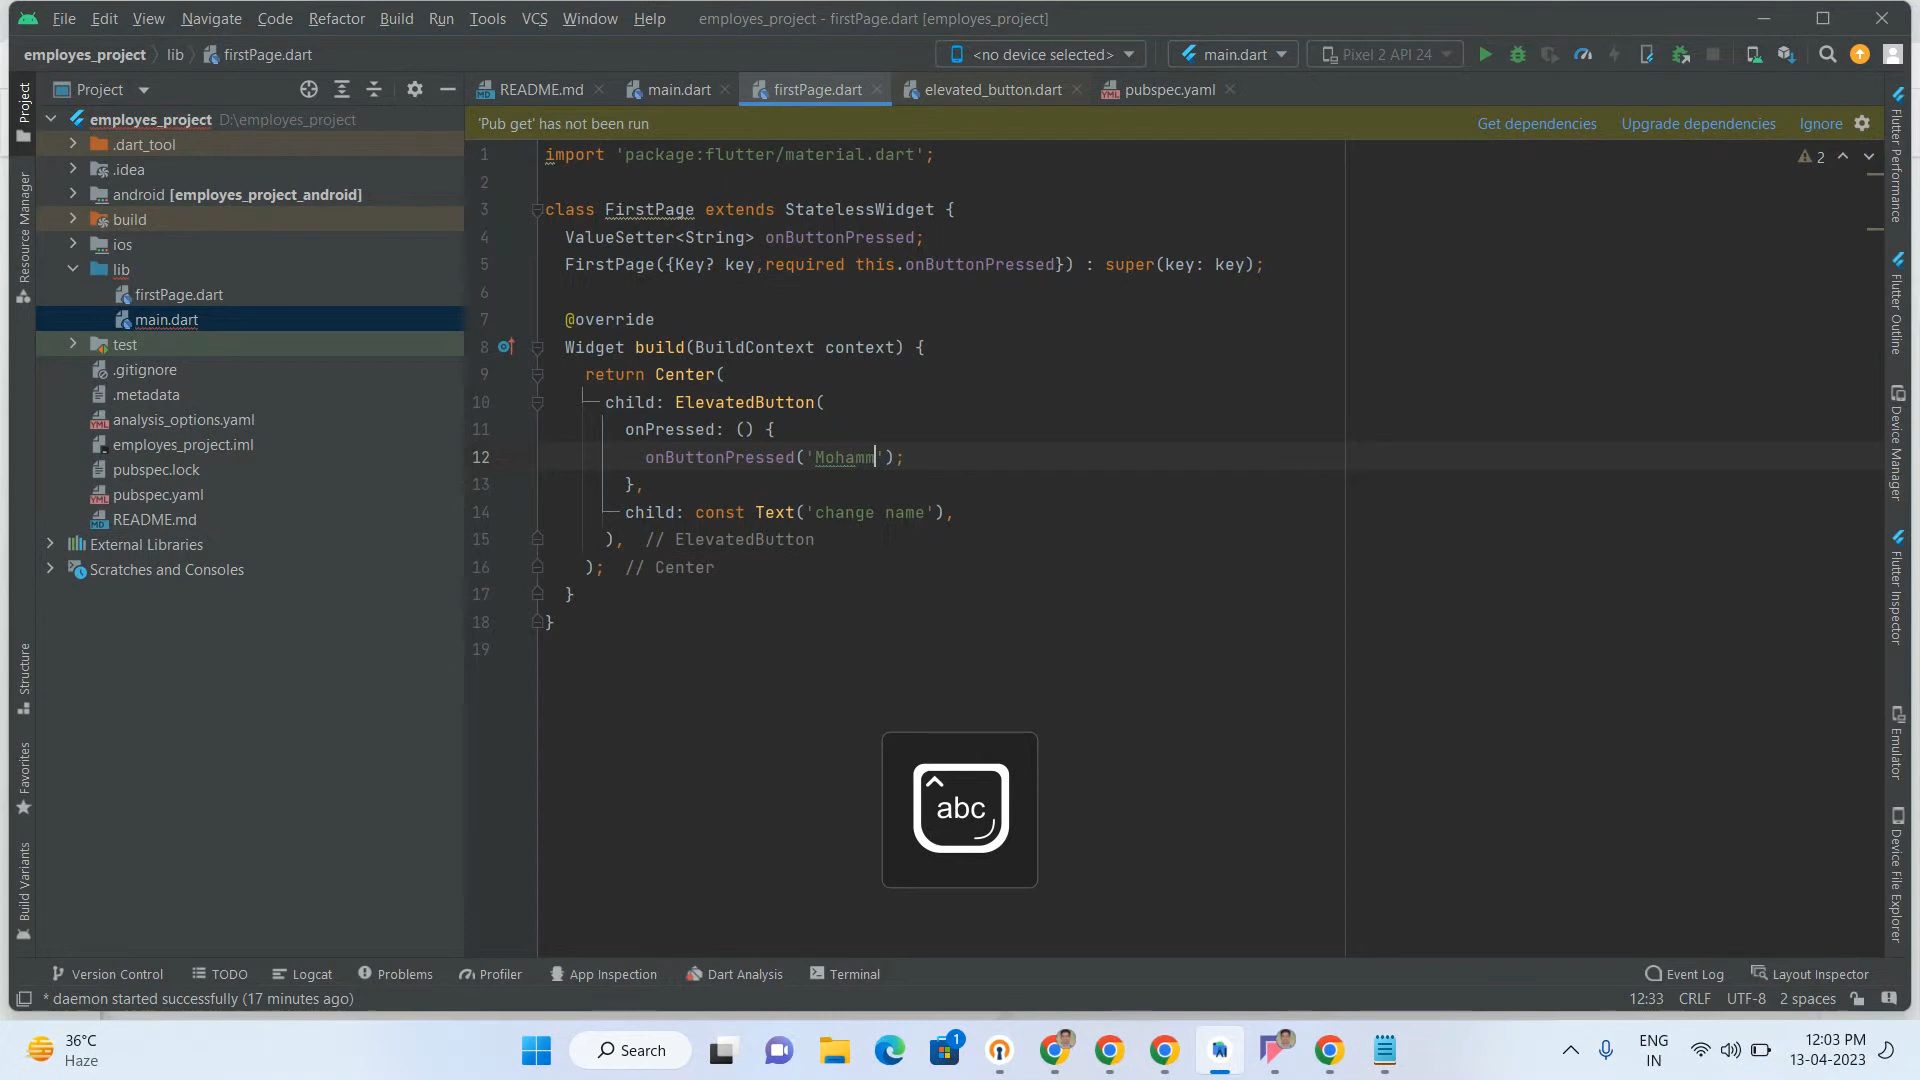 File Edit View Navigate Code Refactor Build Run Tools VCS Window Help employes_project - firstPage.dart [employes_project]
employes_project lib firstPage.dart <no device selected> main.dart Pixel 2 API 24
Project README.md main.dart firstPage.dart elevated_button.dart pubspec.yaml
'Pub get' has not been run Get dependencies Upgrade dependencies Ignore
employes_project D:\employes_project
.dart_tool
.idea
android [employes_project_android]
build
ios
lib
firstPage.dart
main.dart
test
.gitignore
.metadata
analysis_options.yaml
employes_project.iml
pubspec.lock
pubspec.yaml
README.md
External Libraries
Scratches and Consoles
1 import 'package:flutter/material.dart';
2
3 class FirstPage extends StatelessWidget {
4 ValueSetter<String> onButtonPressed;
5 FirstPage({Key? key,required this.onButtonPressed}) : super(key: key);
6
7 @override
8 Widget build(BuildContext context) {
9 return Center(
10 child: ElevatedButton(
11 onPressed: () {
12 onButtonPressed('Mohamm');
13 },
14 child: const Text('change name'),
15 ), // ElevatedButton
16 ); // Center
17 }
18 }
19
2
Project
Resource Manager
Structure
Favorites
Build Variants
Flutter Performance
Flutter Outline
Device Manager
Flutter Inspector
Emulator
Device File Explorer
abc
Version Control TODO Logcat Problems Profiler App Inspection Dart Analysis Terminal Event Log Layout Inspector
* daemon started successfully (17 minutes ago) 12:33 CRLF UTF-8 2 spaces
36°C
Haze
Search
1
ENG
IN
12:03 PM
13-04-2023